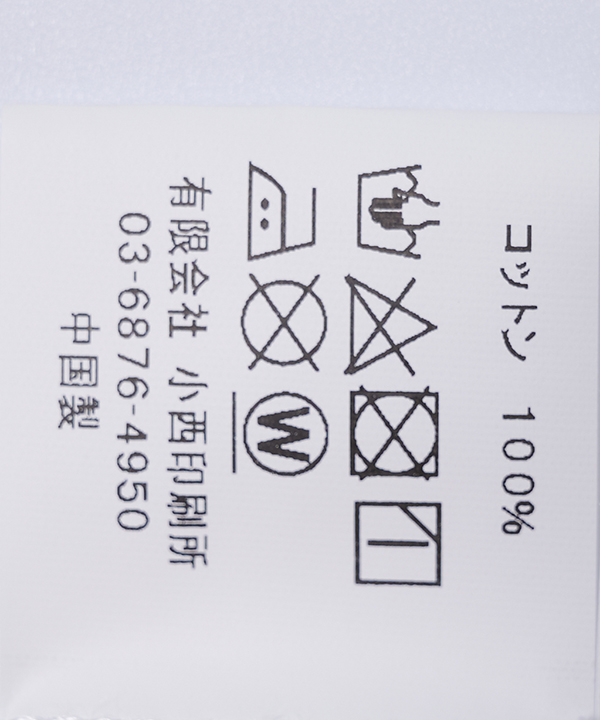 コットン 100%
W
有限会社 小西印刷所
03-6876-4950
中国製